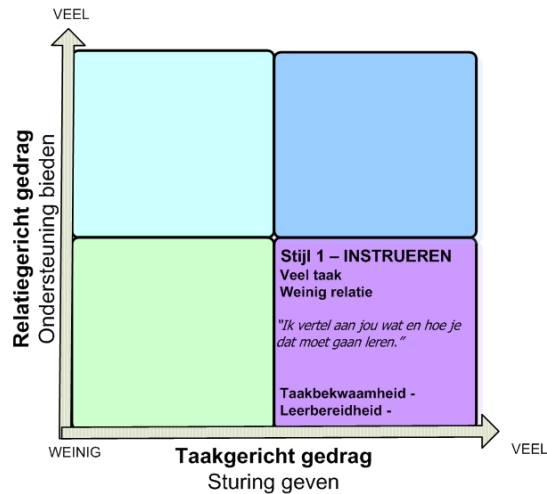 VEEL
Relatiegericht gedrag
Ondersteuning bieden
Stijl 1 – INSTRUEREN
Veel taak
Weinig relatie
“Ik vertel aan jou wat en hoe je
dat moet gaan leren.”
Taakbekwaamheid -
Leerbereidheid -
WEINIG
Taakgericht gedrag
Sturing geven
VEEL